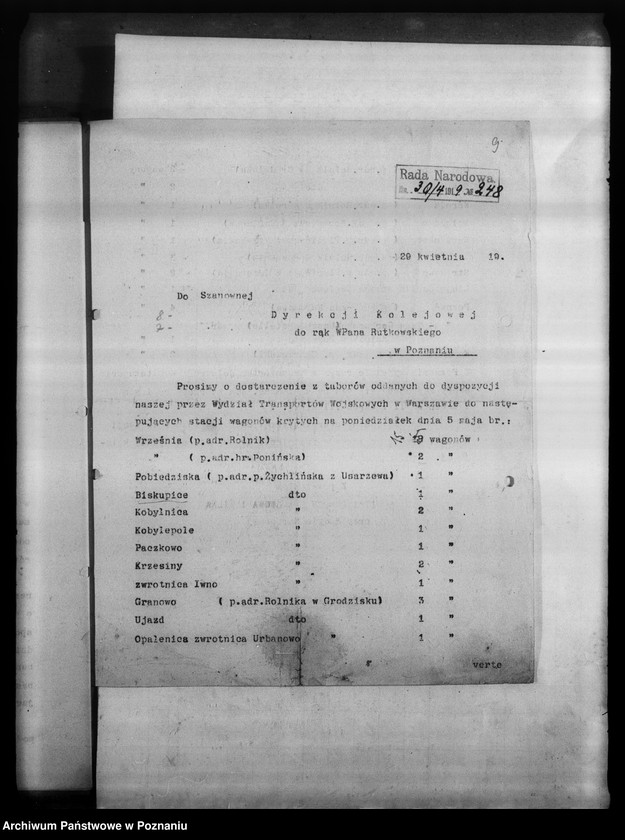 9
Rada Narodowa
30/4 1919 № 248
29 kwietnia 19.
Do Szanownej
8-
Dyrekcji Kolejowej
2-
do rąk WPana Rutkowskiego
w Poznaniu
Prosimy o dostarczenie z taborów oddanych do dyspozycji
naszej przez Wydział Transportów Wojskowych w Warszawie do nastę-
pujących stacji wagonów krytych na poniedziałek dnia 5 maja br.:
Września (p.adr.Rolnik) wagonów
" ( p.adr.hr.Ponińska) 2 "
Pobiedziska ( p.adr.p.Żychlińska z Uzarzewa) 1 "
Biskupice dto 1 "
Kobylnica " 2 "
Kobylepole " 1 "
Paczkowo " 1 "
Krzesiny " 2 "
zwrotnica Iwno " 1 "
Granowo ( p.adr.Rolnika w Grodzisku) 3 "
Ujazd dto 1 "
Opalenica zwrotnica Urbanowo " 1 "
verte
Archiwum Państwowe w Poznaniu